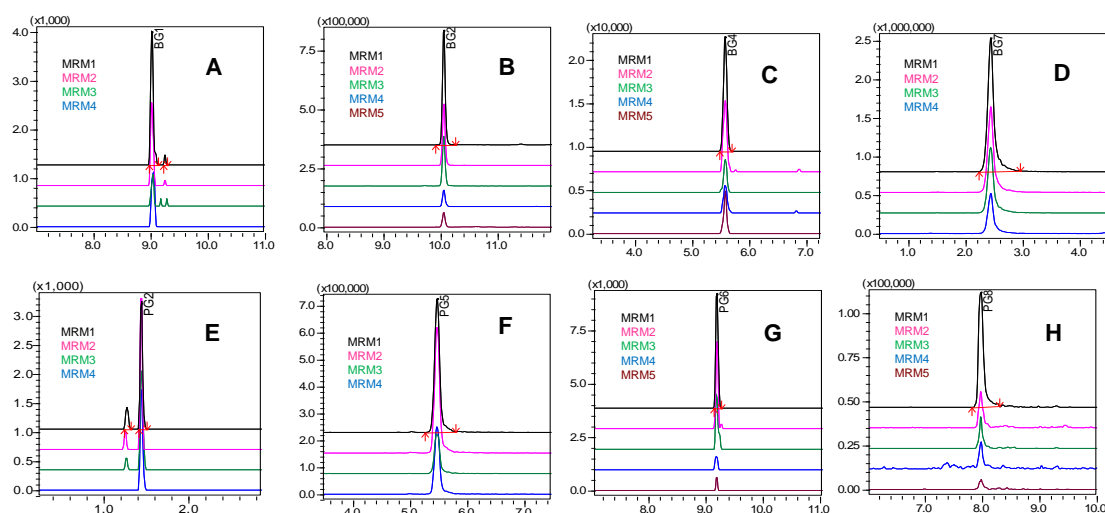 (x1,000)
4.0
3.0
2.0
1.0
0.0
8.0 9.0 10.0 11.0
BG1
MRM1
MRM2
MRM3
MRM4
A
(x100,000)
7.5
5.0
2.5
0.0
8.0 9.0 10.0 11.0
BG2
MRM1
MRM2
MRM3
MRM4
MRM5
B
(x10,000)
2.0
1.5
1.0
0.5
0.0
4.0 5.0 6.0 7.0
BG4
MRM1
MRM2
MRM3
MRM4
MRM5
C
(x1,000,000)
2.5
2.0
1.5
1.0
0.5
0.0
1.0 2.0 3.0 4.0
BG7
MRM1
MRM2
MRM3
MRM4
D
(x1,000)
3.0
2.5
2.0
1.5
1.0
0.5
0.0
1.0 2.0
PG2
MRM1
MRM2
MRM3
MRM4
E
(x100,000)
7.0
6.0
5.0
4.0
3.0
2.0
1.0
0.0
4.0 5.0 6.0 7.0
PG5
MRM1
MRM2
MRM3
MRM4
F
(x1,000)
7.5
5.0
2.5
0.0
8.0 9.0 10.0 11.0
PG6
MRM1
MRM2
MRM3
MRM4
MRM5
G
(x100,000)
1.00
0.75
0.50
0.25
0.00
6.0 7.0 8.0 9.0 10.0
PG8
MRM1
MRM2
MRM3
MRM4
MRM5
H